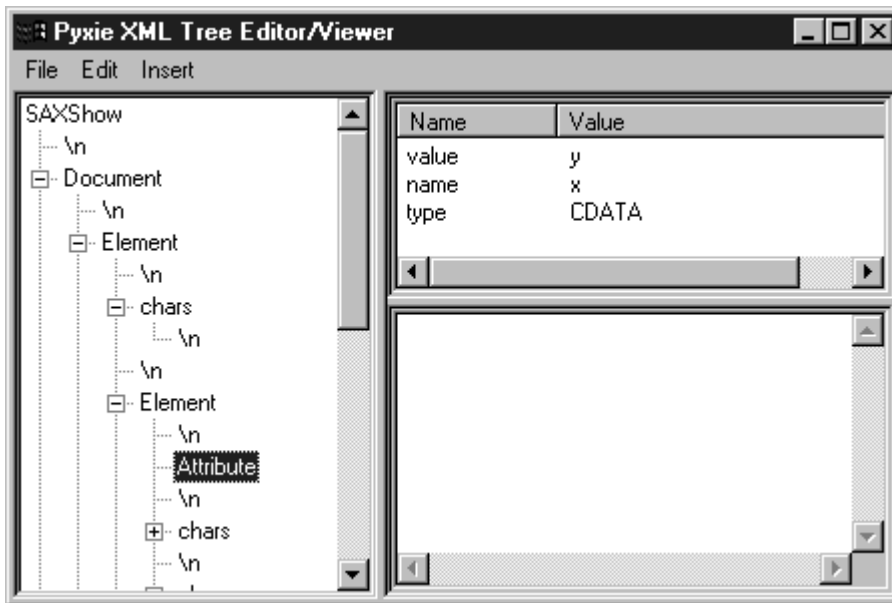 Pyxie XML Tree Editor/Viewer
File Edit Insert
SAXShow
\n
Document
\n
Element
\n
chars
\n
\n
Element
\n
Attribute
\n
chars
\n
Name Value
value y
name x
type CDATA